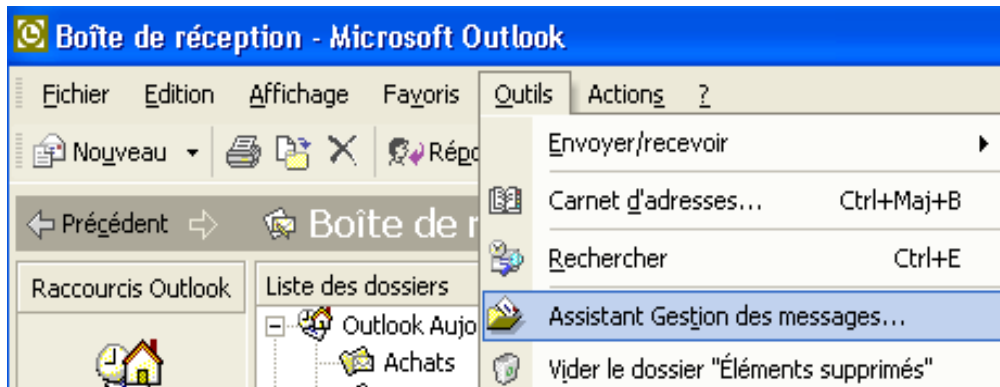 Boîte de réception - Microsoft Outlook
Fichier Edition Affichage Favoris Outils Actions ?
Nouveau
Envoyer/recevoir
Carnet d'adresses... Ctrl+Maj+B
Précédent Boîte de
Rechercher Ctrl+E
Raccourcis Outlook Liste des dossiers
Assistant Gestion des messages...
Outlook Aujo
Achats
Vider le dossier "Éléments supprimés"